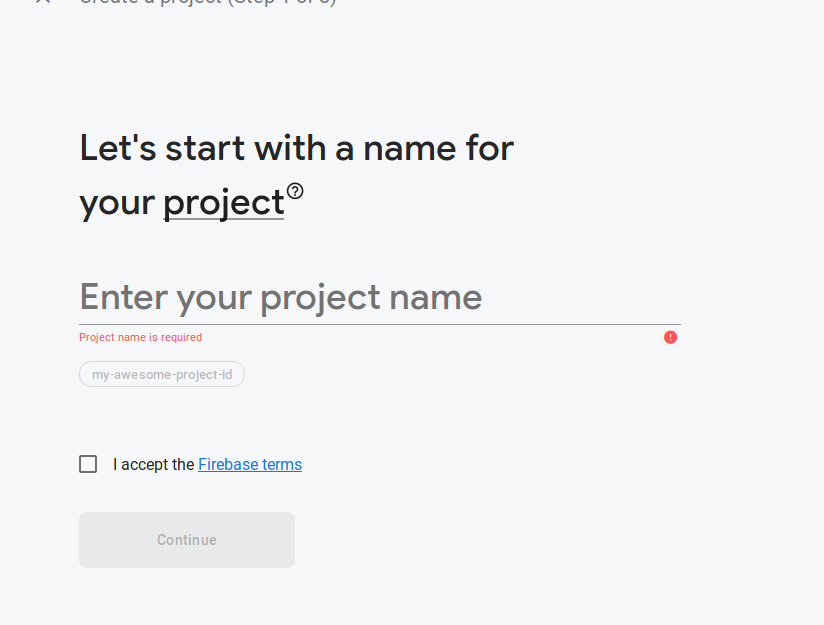 Create a project (Step 1 of 3)
Let's start with a name for
your project
Enter your project name
Project name is required
my-awesome-project-id
I accept the Firebase terms
Continue